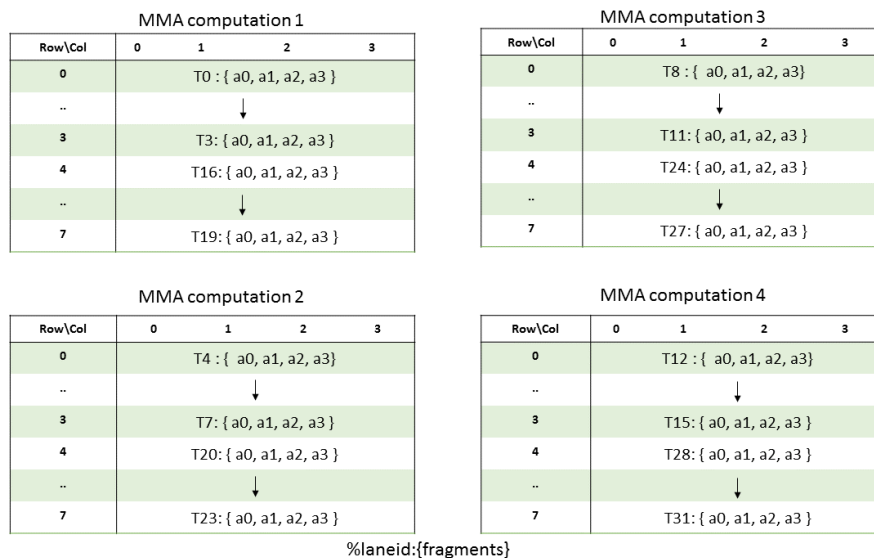 MMA computation 1
Row\Col 0 1 2 3
0 T0 : { a0, a1, a2, a3 }
..
3 T3: { a0, a1, a2, a3 }
4 T16: { a0, a1, a2, a3 }
..
7 T19: { a0, a1, a2, a3 }
MMA computation 3
Row\Col 0 1 2 3
0 T8 : { a0, a1, a2, a3}
..
3 T11: { a0, a1, a2, a3 }
4 T24: { a0, a1, a2, a3 }
..
7 T27: { a0, a1, a2, a3 }
MMA computation 2
Row\Col 0 1 2 3
0 T4 : { a0, a1, a2, a3}
..
3 T7: { a0, a1, a2, a3 }
4 T20: { a0, a1, a2, a3 }
..
7 T23: { a0, a1, a2, a3 }
MMA computation 4
Row\Col 0 1 2 3
0 T12 : { a0, a1, a2, a3}
..
3 T15: { a0, a1, a2, a3 }
4 T28: { a0, a1, a2, a3 }
..
7 T31: { a0, a1, a2, a3 }
%laneid:{fragments}